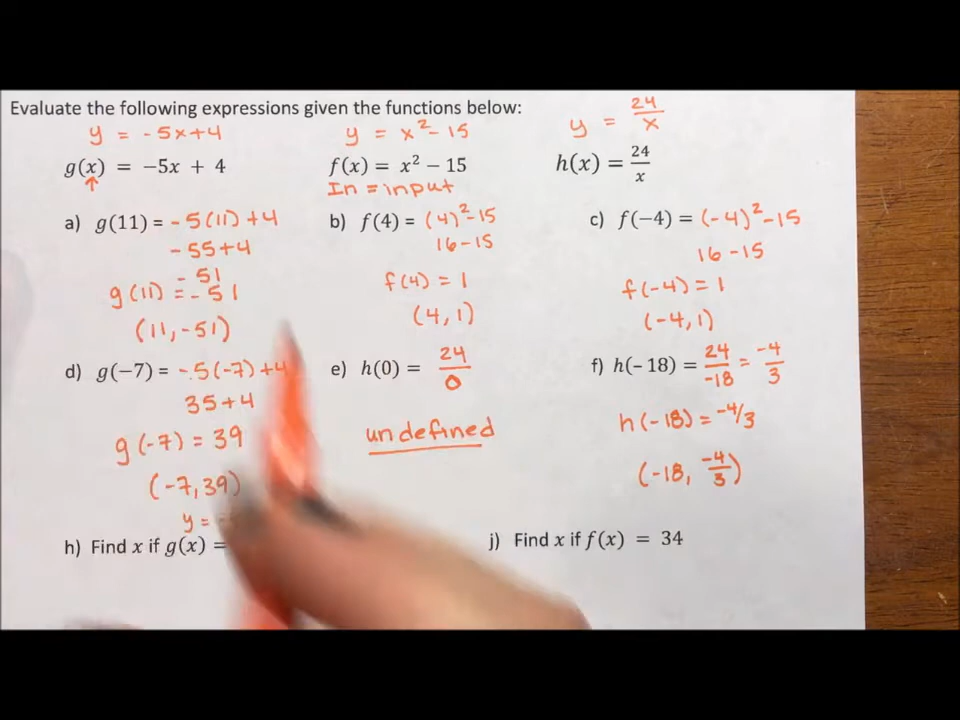 Evaluate the following expressions given the functions below:
y = -5x+4
g(x) = −5x + 4
↑
y = x² - 15
f(x) = x² − 15
In = input
y = 24/x
h(x) = 24/x
a) g(11) = -5(11)+4
-55+4
-51
g(11) = -51
(11,-51)
b) f(4) = (4)²-15
16-15
f(4) = 1
(4,1)
c) f(−4) = (-4)²-15
16-15
f(-4) = 1
(-4,1)
d) g(−7) = -5(-7)+4
35+4
g(-7) = 39
(-7,39)
e) h(0) = 24/0
undefined
f) h(−18) = 24/-18 = -4/3
h(-18) = -4/3
(-18, -4/3)
y =
h) Find x if g(x) =
j) Find x if f(x) = 34